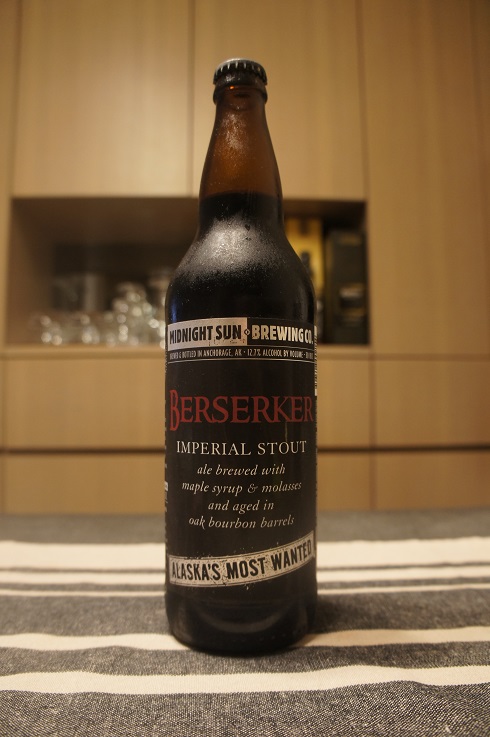 MIDNIGHT SUN BREWING CO.
BREWED & BOTTLED IN ANCHORAGE, AK • 12.7% ALCOHOL BY VOLUME •
BERSERKER
IMPERIAL STOUT
ale brewed with
maple syrup & molasses
and aged in
oak bourbon barrels
ALASKA'S MOST WANTED